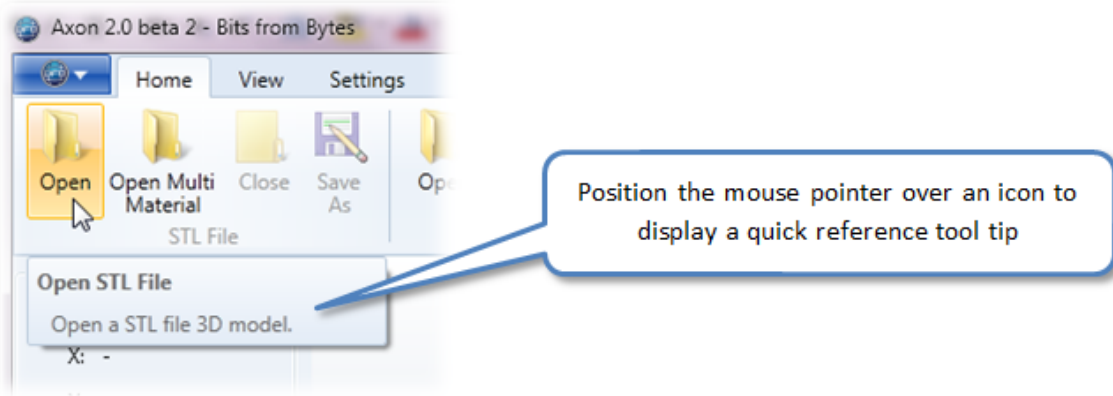 Axon 2.0 beta 2 - Bits from Bytes
Home View Settings
Open Open Multi Material Close Save As
STL File
Open STL File
Open a STL file 3D model.
X: -
Position the mouse pointer over an icon to
display a quick reference tool tip